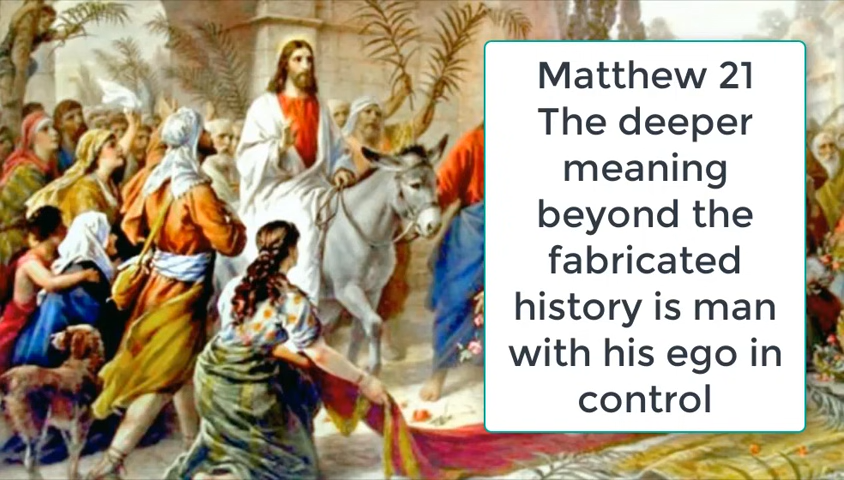 Matthew 21
The deeper
meaning
beyond the
fabricated
history is man
with his ego in
control